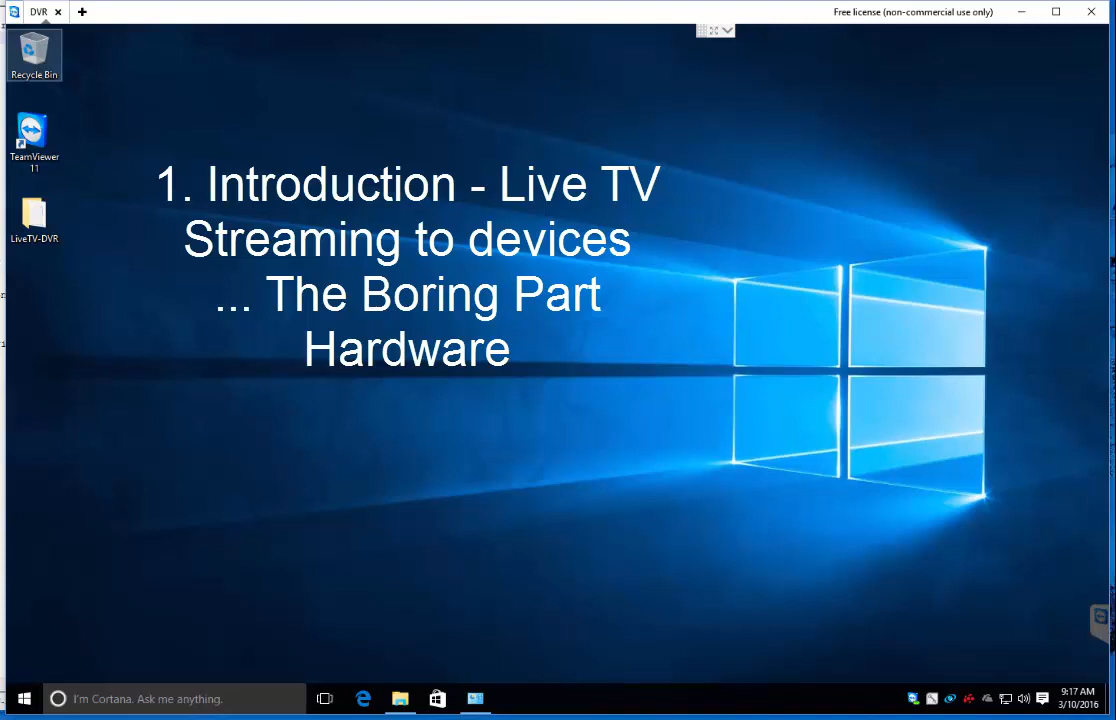 DVR
Free license (non-commercial use only)
Recycle Bin
TeamViewer
11
LiveTV-DVR
1. Introduction - Live TV
Streaming to devices
... The Boring Part
Hardware
I'm Cortana. Ask me anything.
9:17 AM
3/10/2016